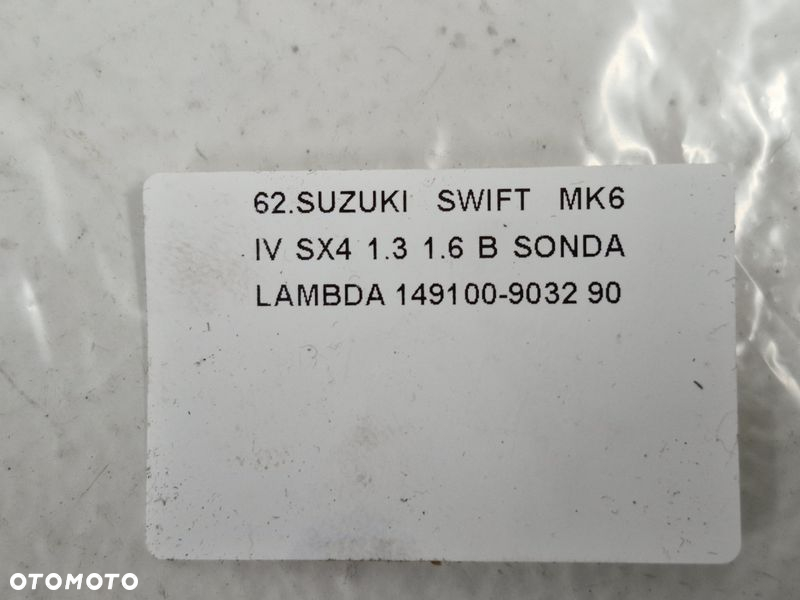 62.SUZUKI SWIFT MK6
IV SX4 1.3 1.6 B SONDA
LAMBDA 149100-9032 90
OTOMOTO